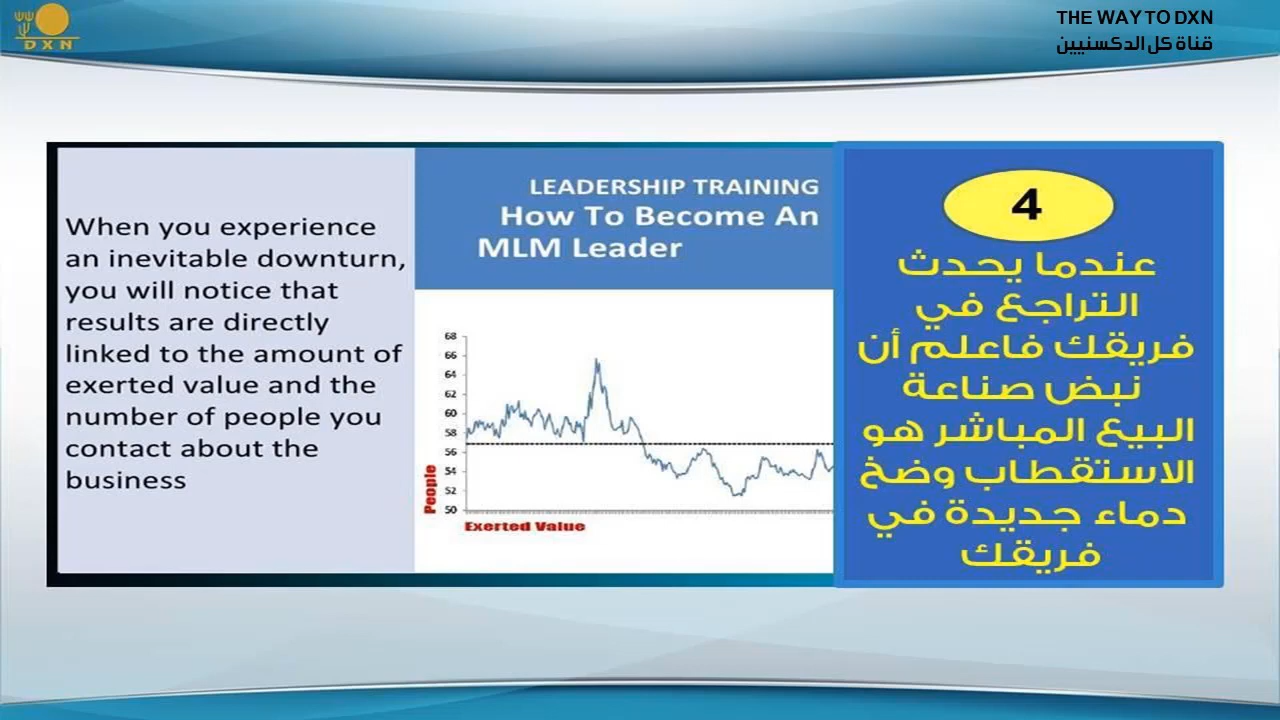 DXN
THE WAY TO DXN
قناة كل الدكسنيين
When you experience
an inevitable downturn,
you will notice that
results are directly
linked to the amount of
exerted value and the
number of people you
contact about the
business
LEADERSHIP TRAINING
How To Become An
MLM Leader
68
66
64
62
60
58
56
54
52
50
People
Exerted Value
4
عندما يحدث
التراجع في
فريقك فاعلم أن
نبض صناعة
البيع المباشر هو
الاستقطاب وضخ
دماء جديدة في
فريقك